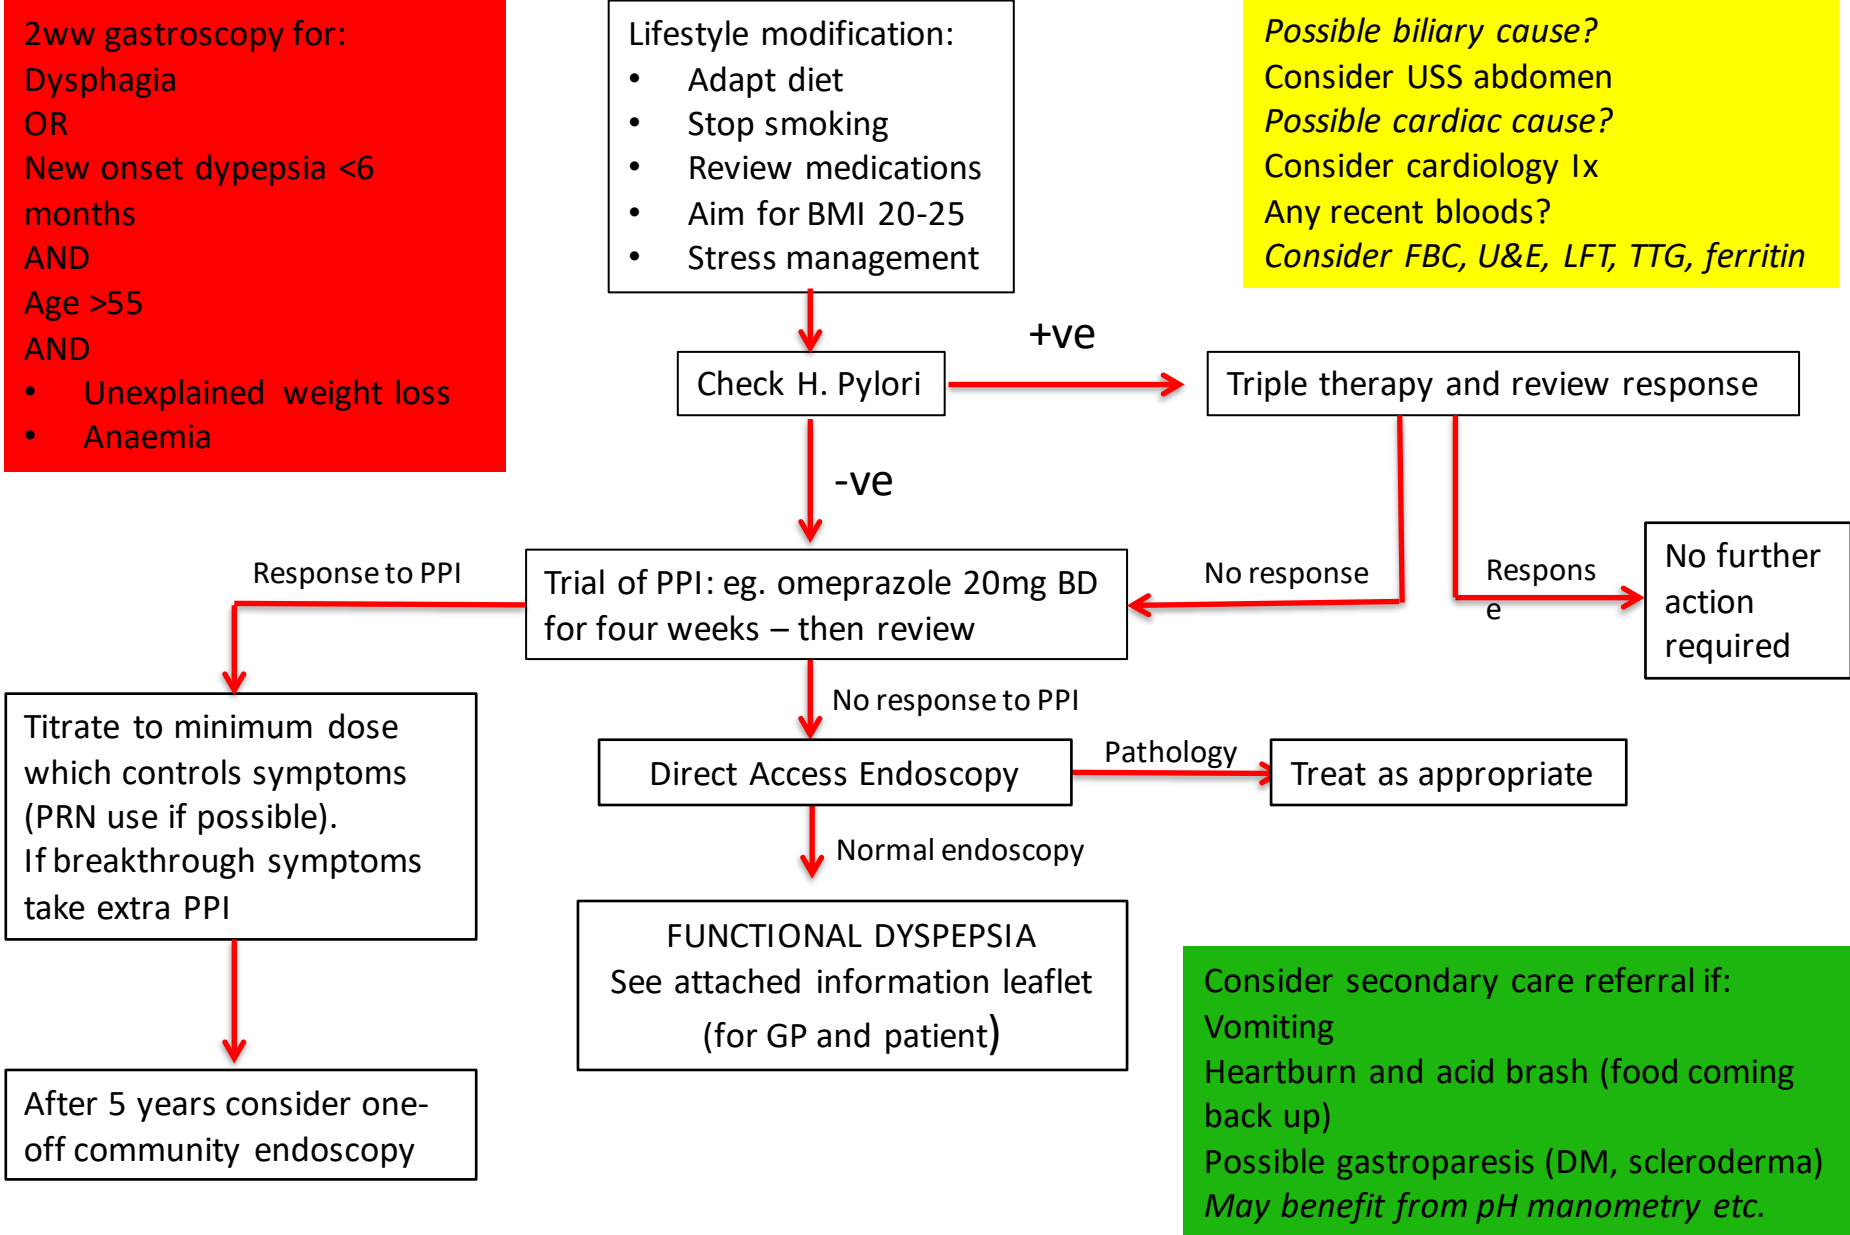 2ww gastroscopy for:
Dysphagia
OR
New onset dypepsia <6
months
AND
Age >55
AND
• Unexplained weight loss
• Anaemia
Lifestyle modification:
• Adapt diet
• Stop smoking
• Review medications
• Aim for BMI 20-25
• Stress management
Possible biliary cause?
Consider USS abdomen
Possible cardiac cause?
Consider cardiology Ix
Any recent bloods?
Consider FBC, U&E, LFT, TTG, ferritin
Check H. Pylori
+ve
Triple therapy and review response
-ve
Response to PPI
Trial of PPI: eg. omeprazole 20mg BD
for four weeks – then review
No response
Respons
e
No further
action
required
Titrate to minimum dose
which controls symptoms
(PRN use if possible).
If breakthrough symptoms
take extra PPI
No response to PPI
Direct Access Endoscopy
Pathology
Treat as appropriate
Normal endoscopy
FUNCTIONAL DYSPEPSIA
See attached information leaflet
(for GP and patient)
After 5 years consider one-
off community endoscopy
Consider secondary care referral if:
Vomiting
Heartburn and acid brash (food coming
back up)
Possible gastroparesis (DM, scleroderma)
May benefit from pH manometry etc.